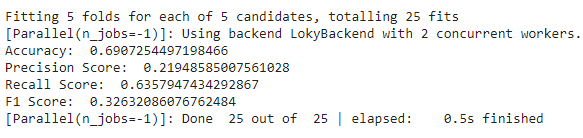 Fitting 5 folds for each of 5 candidates, totalling 25 fits
[Parallel(n_jobs=-1)]: Using backend LokyBackend with 2 concurrent workers.
Accuracy:  0.6907254497198466
Precision Score:  0.21948585007561028
Recall Score:  0.6357947434292867
F1 Score:  0.32632086076762484
[Parallel(n_jobs=-1)]: Done  25 out of  25 | elapsed:    0.5s finished